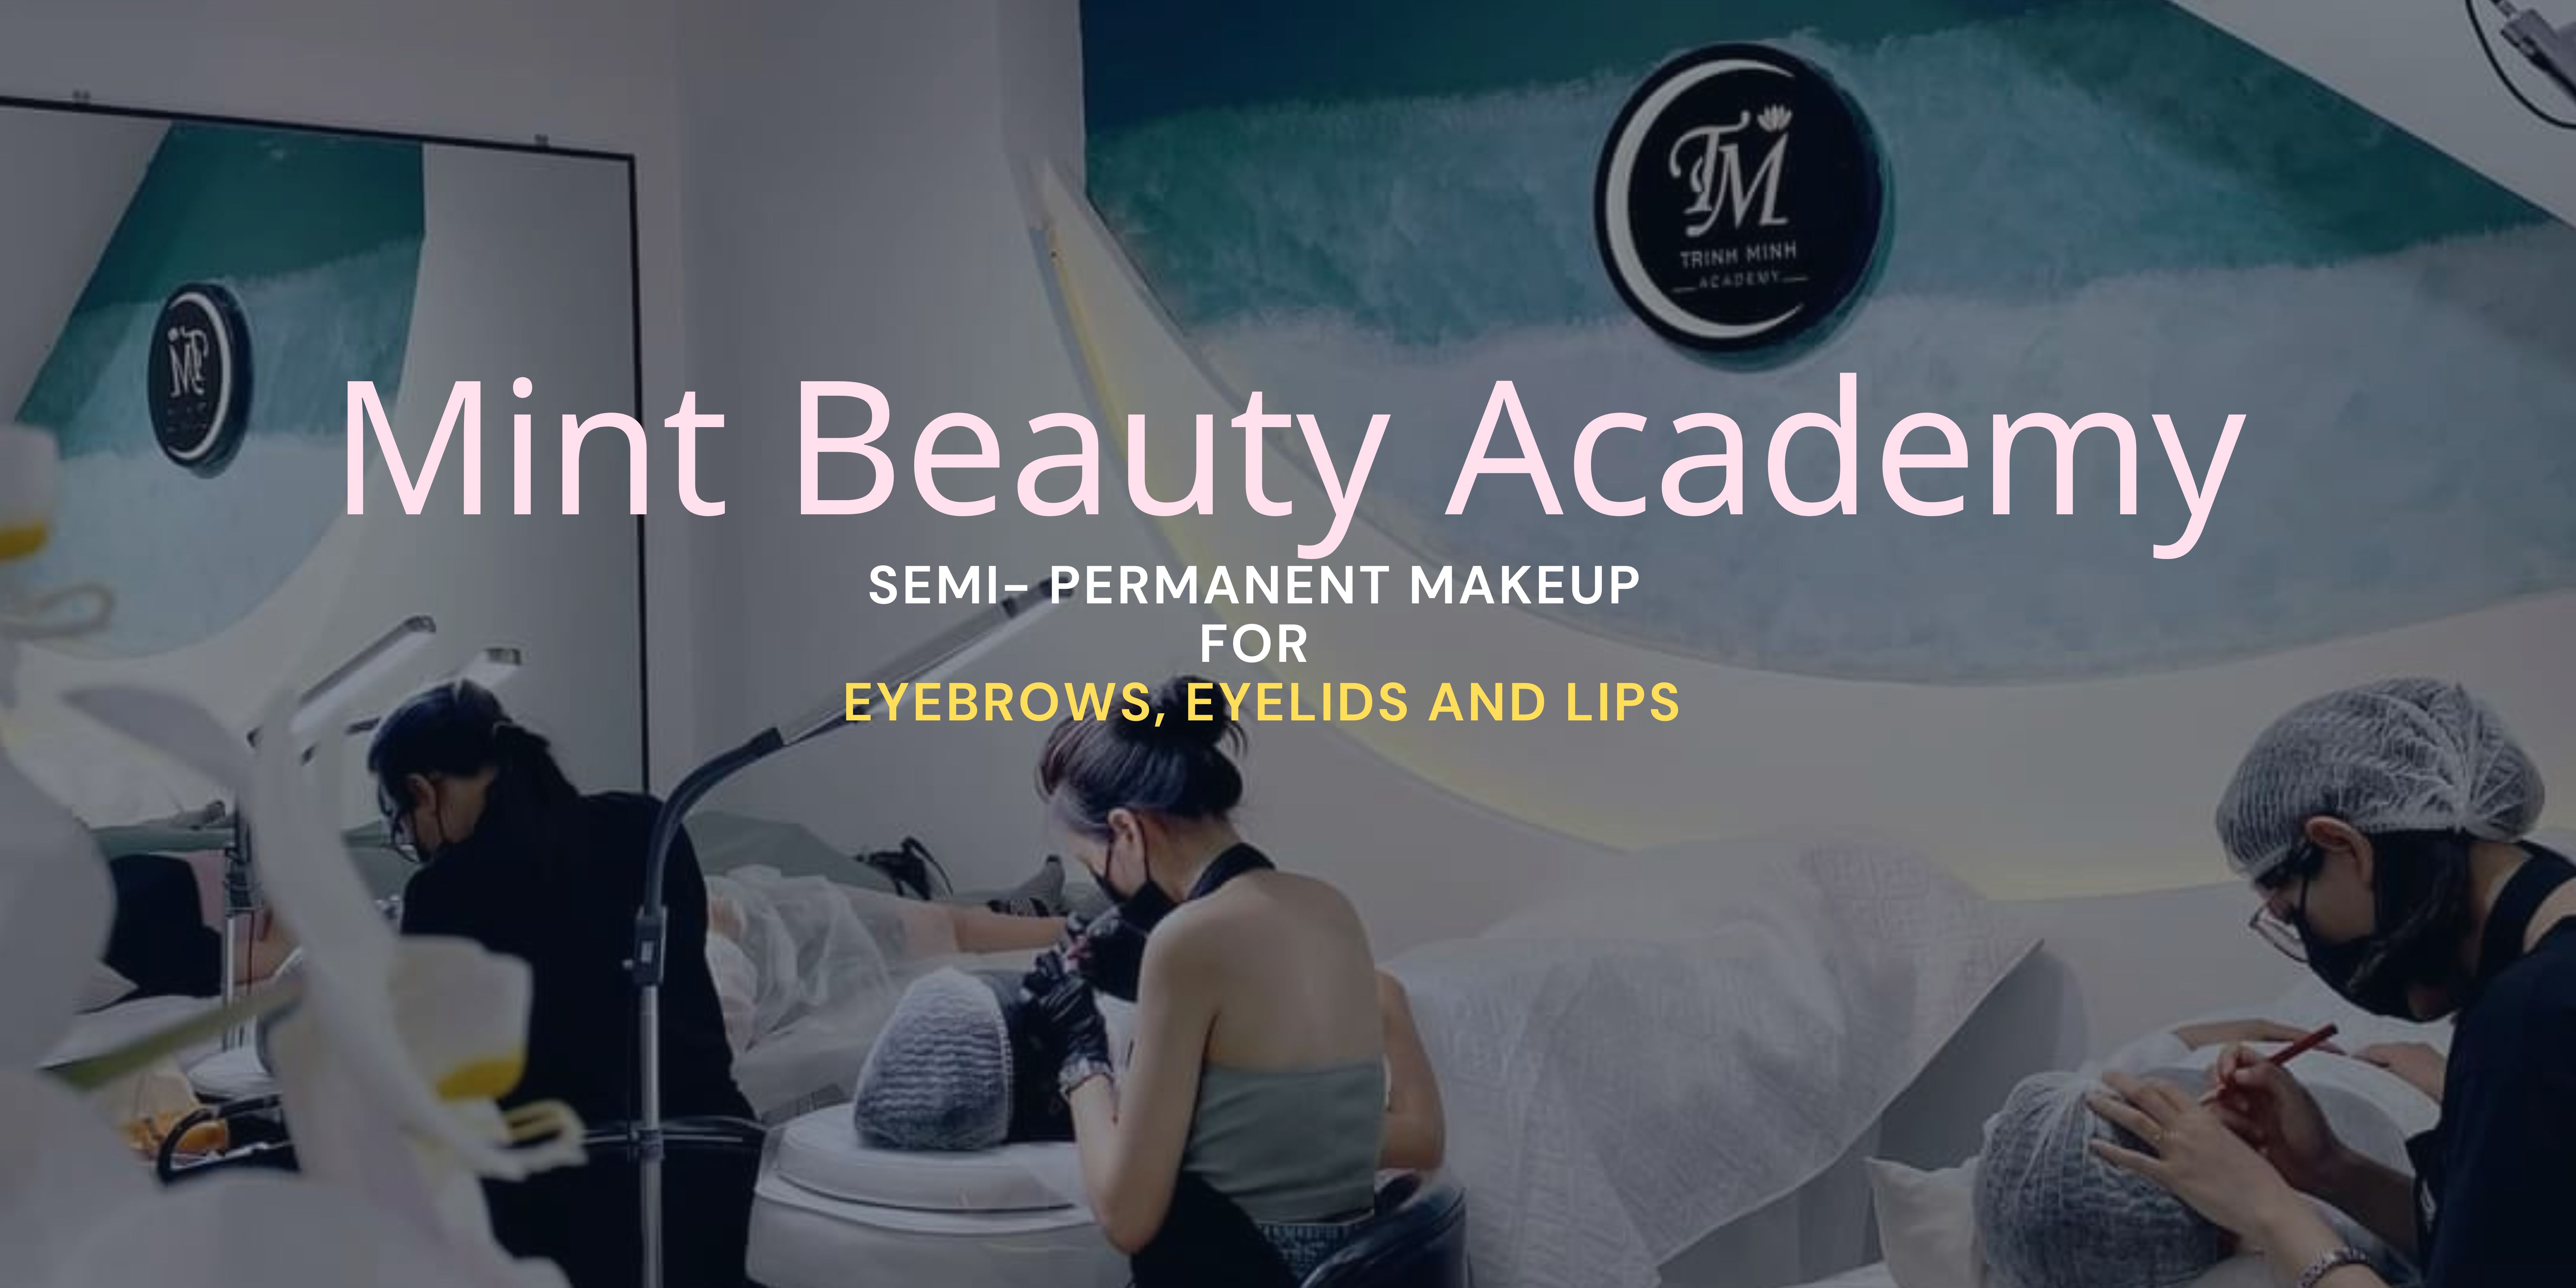 TM
TRINH MINH
ACADEMY
Mint Beauty Academy
SEMI- PERMANENT MAKEUP
FOR
EYEBROWS, EYELIDS AND LIPS